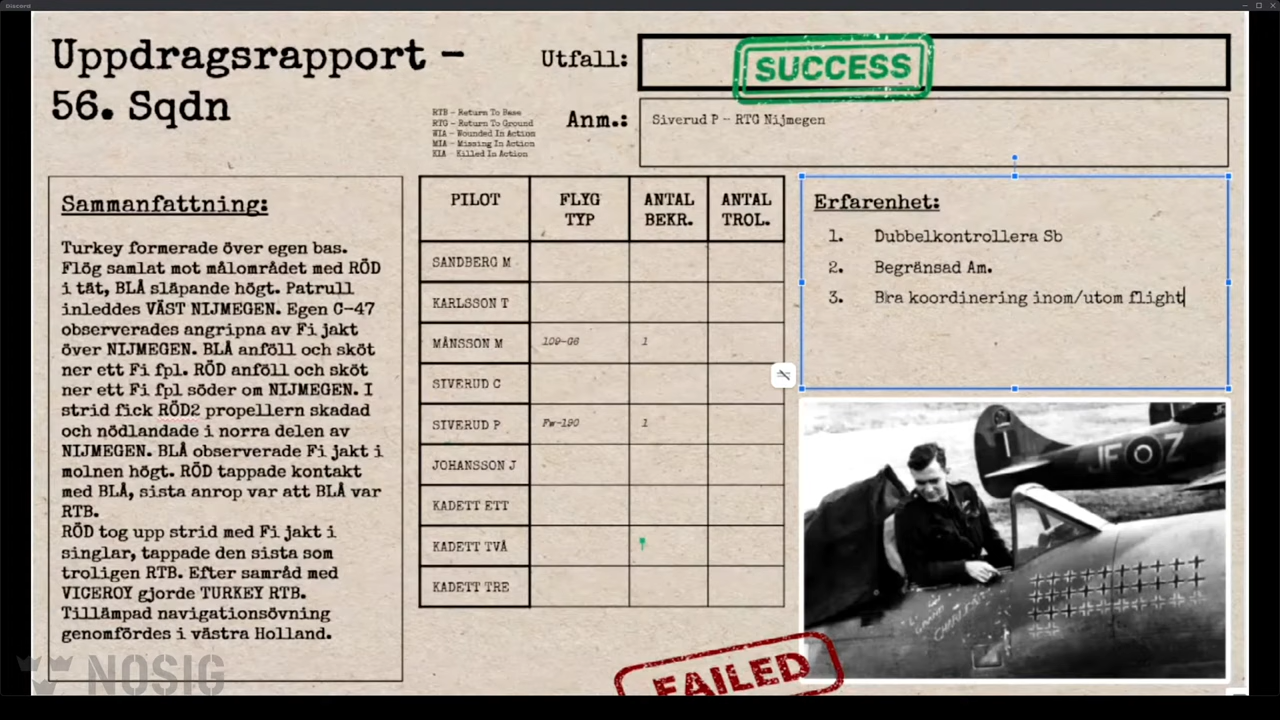 Discord
Uppdragsrapport –
56. Sqdn
Utfall:
SUCCESS
RTB - Return To Base
RTG - Return To Ground
WIA - Wounded In Action
MIA - Missing In Action
KIA - Killed In Action
Anm.:
Siverud P - RTG Nijmegen
Sammanfattning:
Turkey formerade över egen bas.
Flög samlat mot målområdet med RÖD
i tät, BLÅ släpande högt. Patrull
inleddes VÄST NIJMEGEN. Egen C-47
observerades angripna av Fi jakt
över NIJMEGEN. BLÅ anföll och sköt
ner ett Fi fpl. RÖD anföll och sköt
ner ett Fi fpl söder om NIJMEGEN. I
strid fick RÖD2 propellern skadad
och nödlandade i norra delen av
NIJMEGEN. BLÅ observerade Fi jakt i
molnen högt. RÖD tappade kontakt
med BLÅ, sista anrop var att BLÅ var
RTB.
RÖD tog upp strid med Fi jakt i
singlar, tappade den sista som
troligen RTB. Efter samråd med
VICEROY gjorde TURKEY RTB.
Tillämpad navigationsövning
genomfördes i västra Holland.
PILOT FLYG TYP ANTAL BEKR. ANTAL TROL.
SANDBERG M
KARLSSON T
MÅNSSON M 109-G6 1
SIVERUD C
SIVERUD P Fw-190 1
JOHANSSON J
KADETT ETT
KADETT TVÅ
KADETT TRE
Erfarenhet:
1. Dubbelkontrollera Sb
2. Begränsad Am.
3. Bra koordinering inom/utom flight
JF Z
FAILED
NOSIG